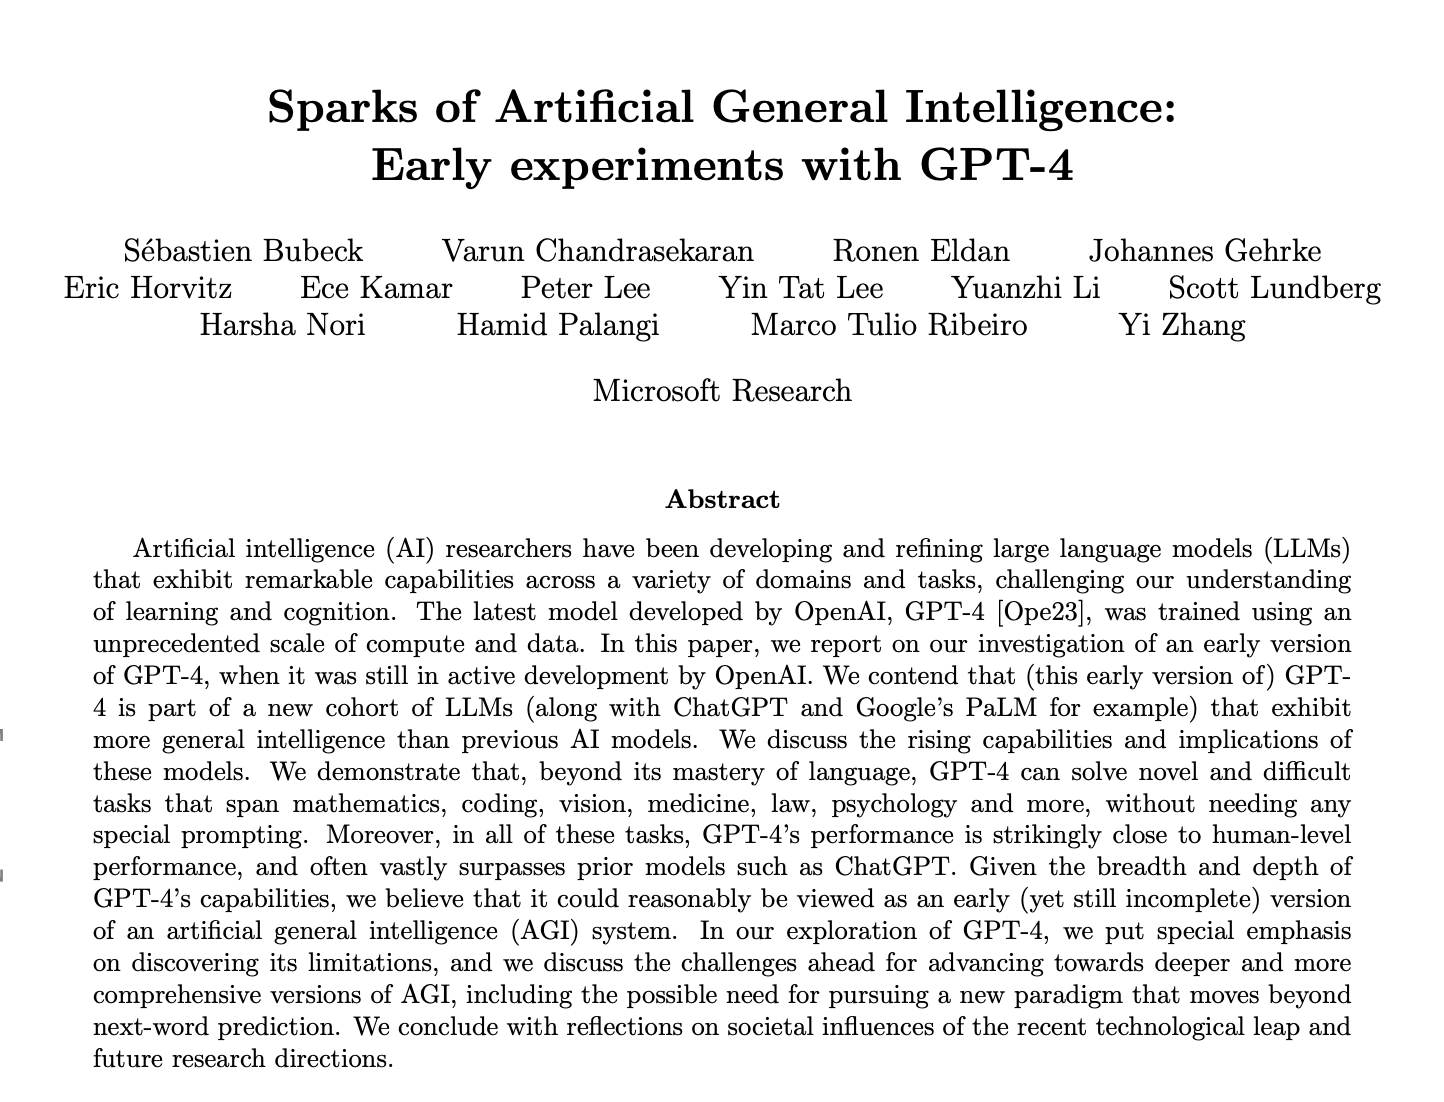 Sparks of Artificial General Intelligence:
Early experiments with GPT-4
Sébastien Bubeck Varun Chandrasekaran Ronen Eldan Johannes Gehrke
Eric Horvitz Ece Kamar Peter Lee Yin Tat Lee Yuanzhi Li Scott Lundberg
Harsha Nori Hamid Palangi Marco Tulio Ribeiro Yi Zhang
Microsoft Research
Abstract
Artificial intelligence (AI) researchers have been developing and refining large language models (LLMs)
that exhibit remarkable capabilities across a variety of domains and tasks, challenging our understanding
of learning and cognition. The latest model developed by OpenAI, GPT-4 [Ope23], was trained using an
unprecedented scale of compute and data. In this paper, we report on our investigation of an early version
of GPT-4, when it was still in active development by OpenAI. We contend that (this early version of) GPT-
4 is part of a new cohort of LLMs (along with ChatGPT and Google's PaLM for example) that exhibit
more general intelligence than previous AI models. We discuss the rising capabilities and implications of
these models. We demonstrate that, beyond its mastery of language, GPT-4 can solve novel and difficult
tasks that span mathematics, coding, vision, medicine, law, psychology and more, without needing any
special prompting. Moreover, in all of these tasks, GPT-4's performance is strikingly close to human-level
performance, and often vastly surpasses prior models such as ChatGPT. Given the breadth and depth of
GPT-4's capabilities, we believe that it could reasonably be viewed as an early (yet still incomplete) version
of an artificial general intelligence (AGI) system. In our exploration of GPT-4, we put special emphasis
on discovering its limitations, and we discuss the challenges ahead for advancing towards deeper and more
comprehensive versions of AGI, including the possible need for pursuing a new paradigm that moves beyond
next-word prediction. We conclude with reflections on societal influences of the recent technological leap and
future research directions.